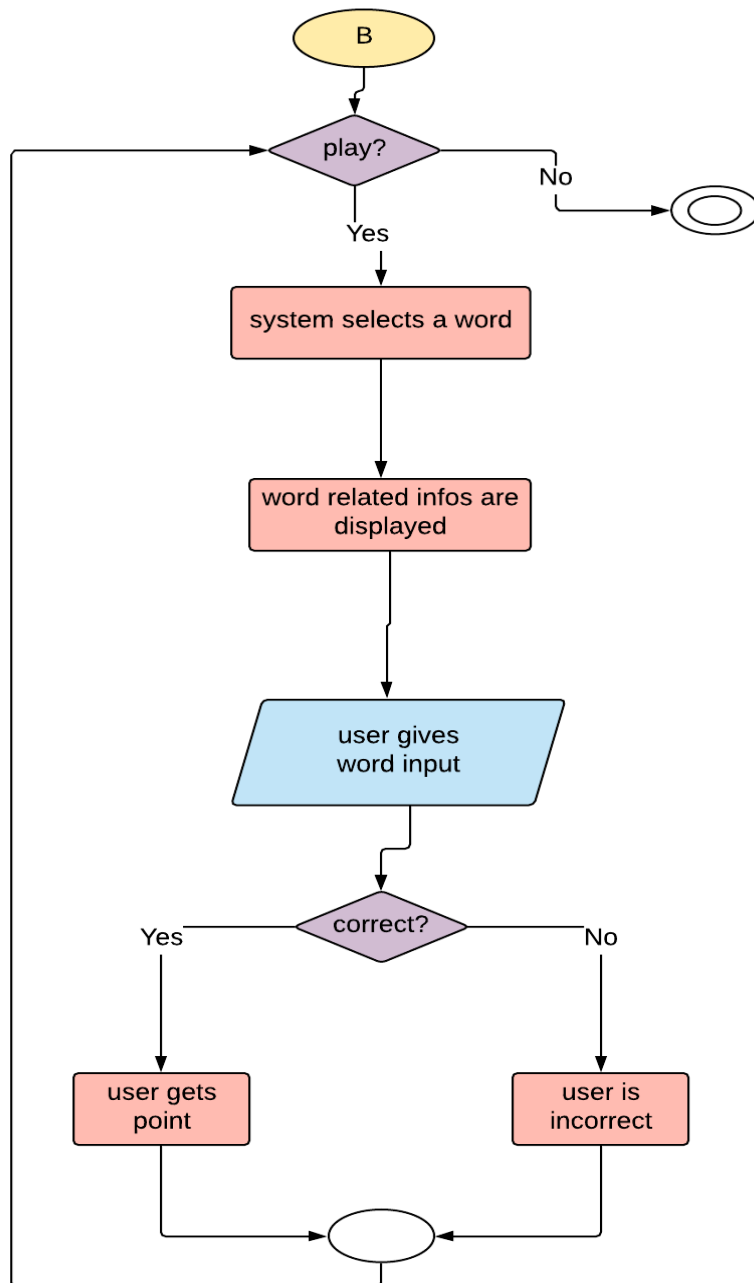 B
play?
No
Yes
system selects a word
word related infos are
displayed
user gives
word input
correct?
Yes
No
user gets
point
user is
incorrect